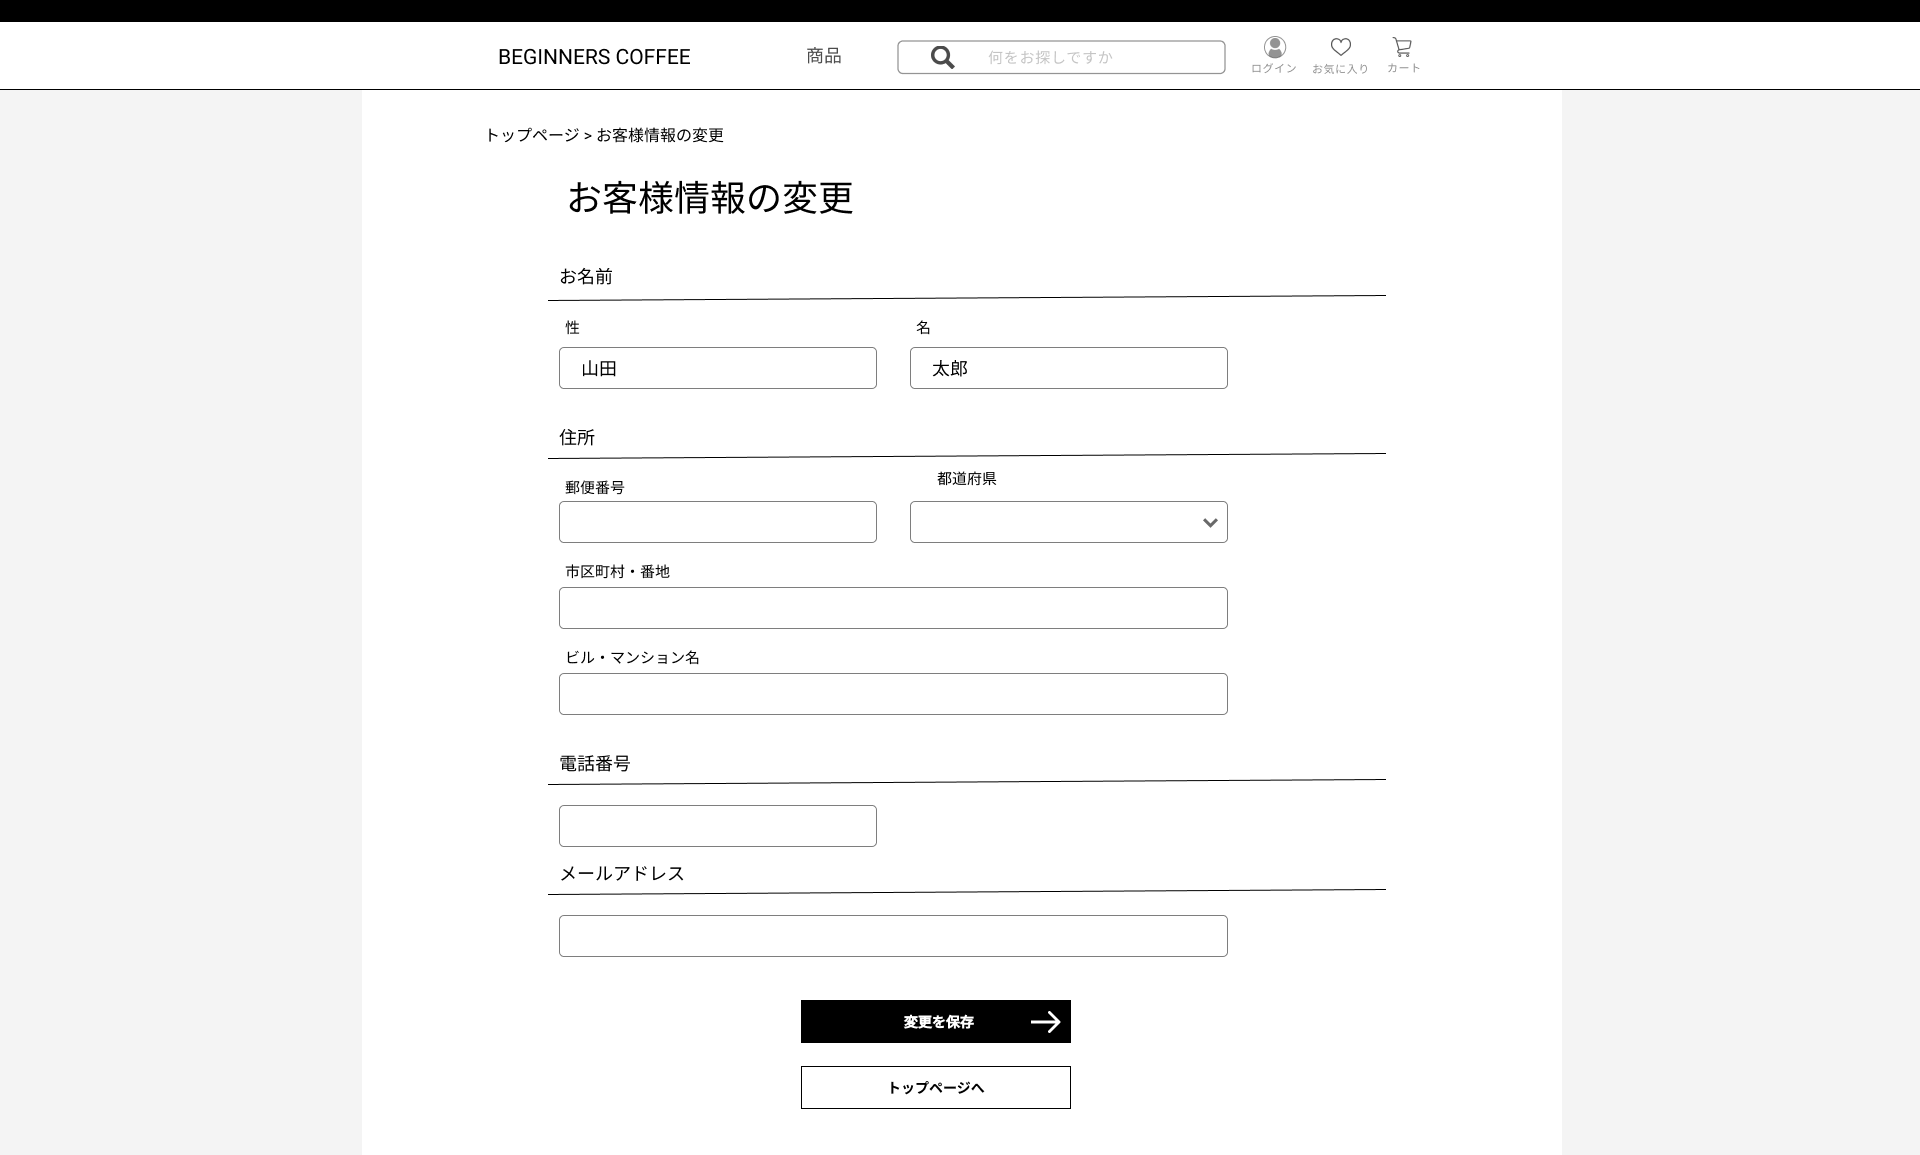 BEGINNERS COFFEE
商品
何をお探しですか
ログイン
お気に入り
カート
トップページ > お客様情報の変更
お客様情報の変更
お名前
性
名
山田
太郎
住所
郵便番号
都道府県
市区町村・番地
ビル・マンション名
電話番号
メールアドレス
変更を保存
トップページへ